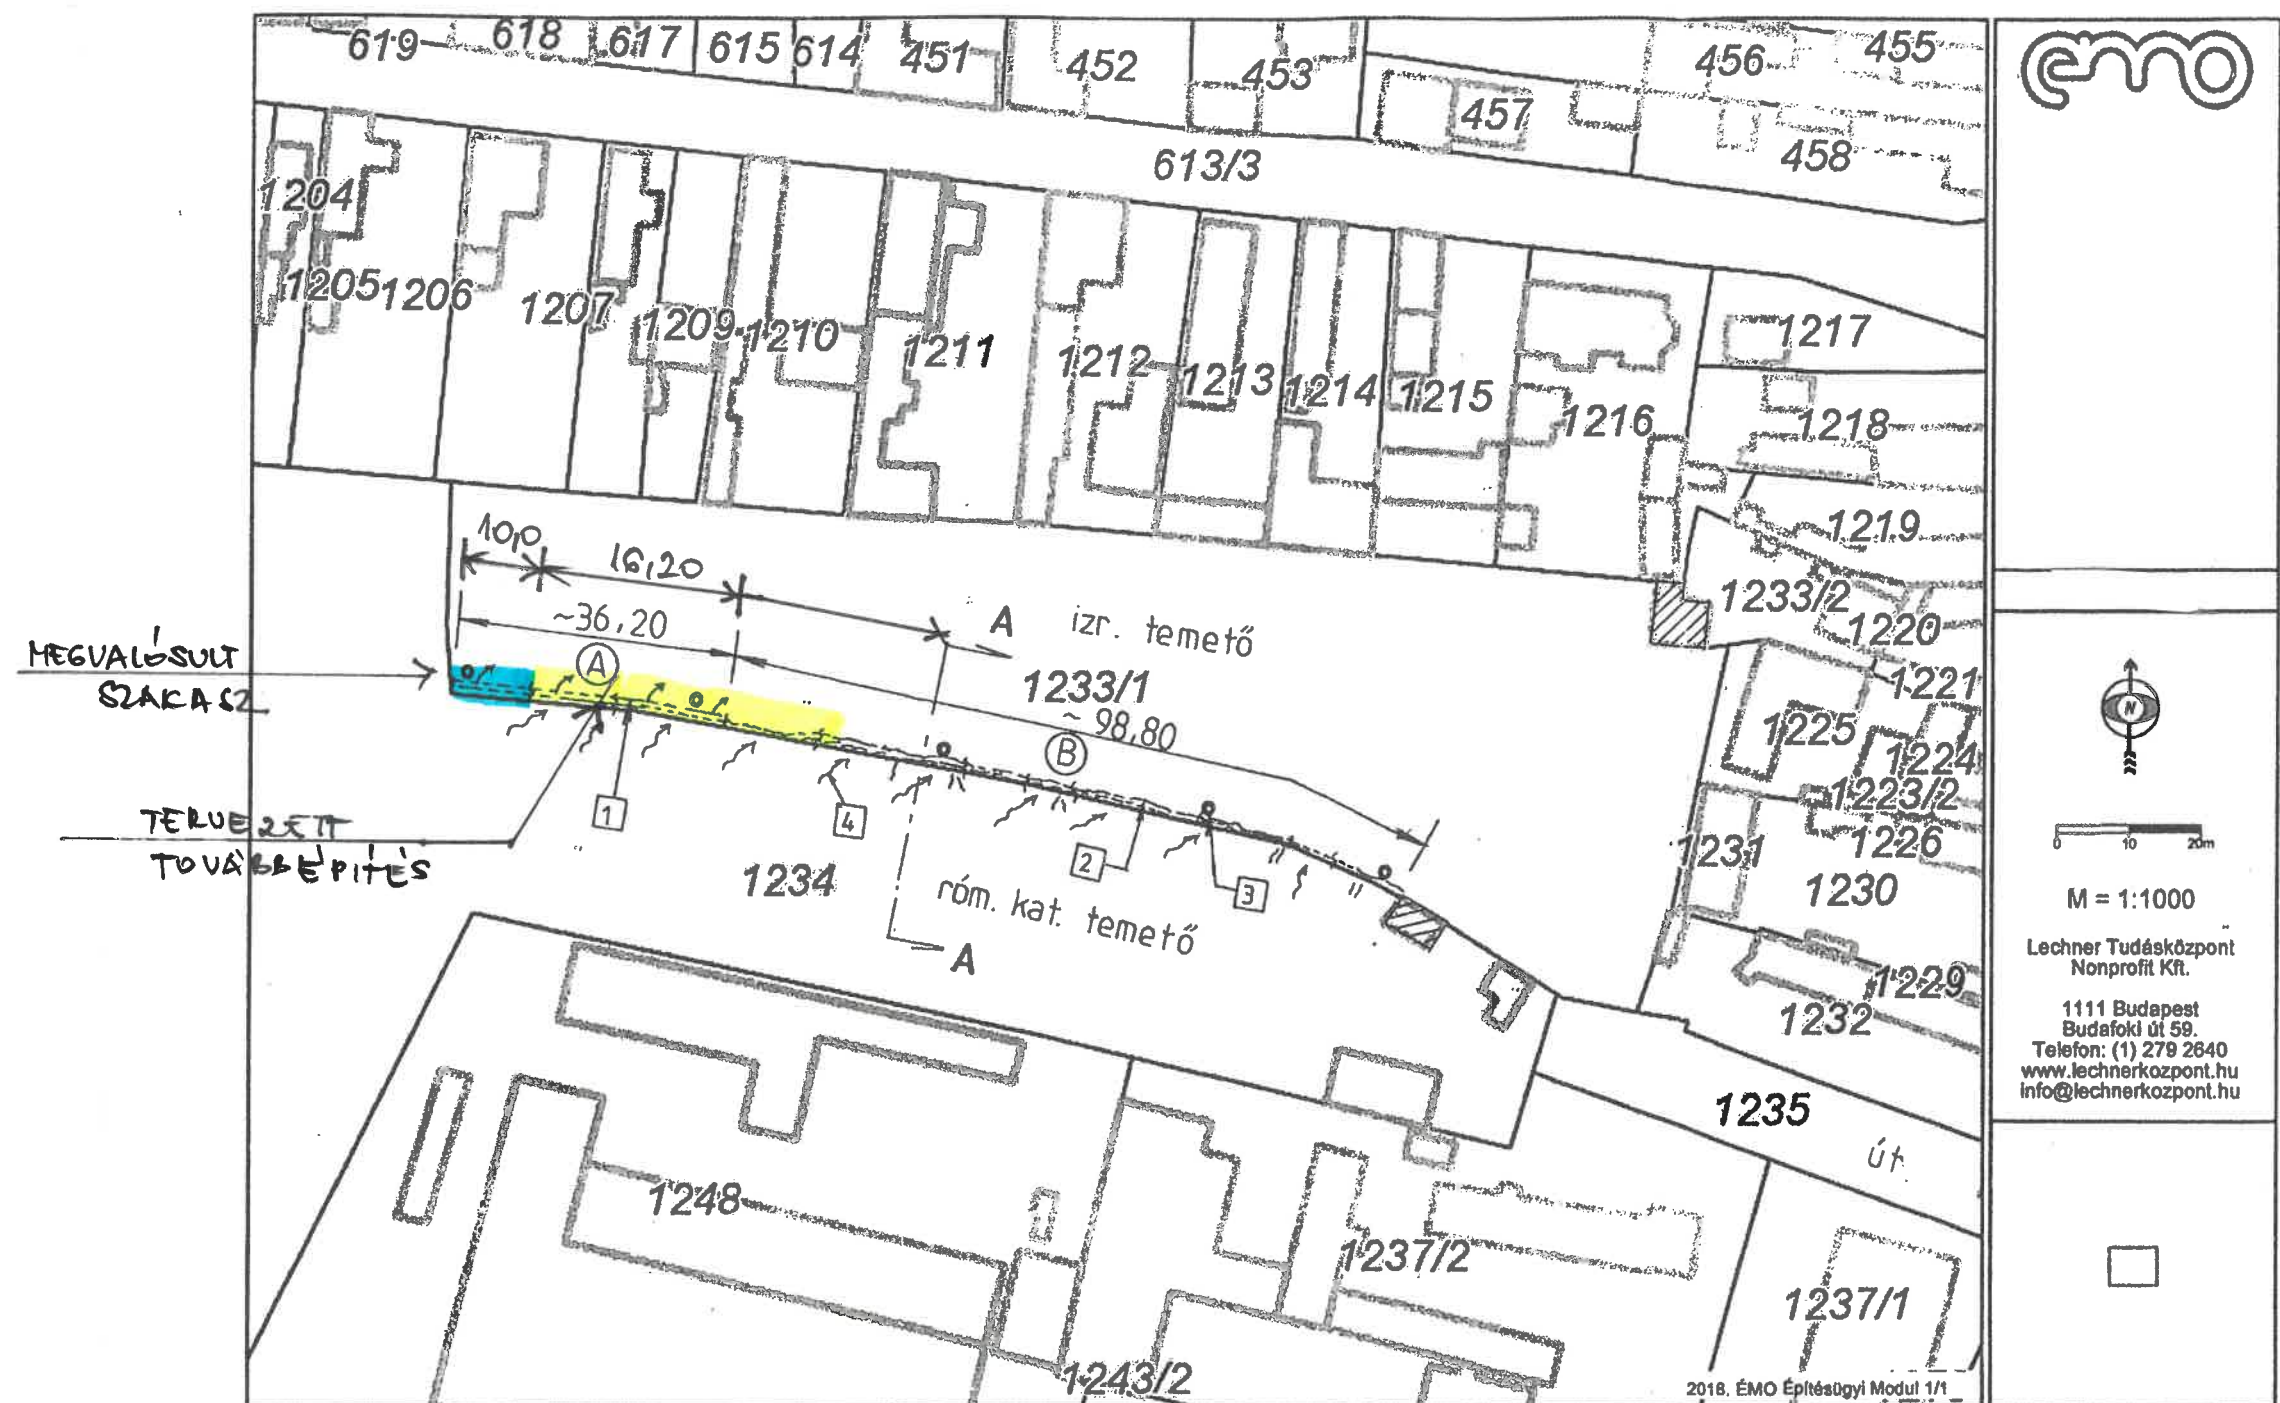 619
618
617
615
614
451
452
453
456
455
457
458
613/3
1204
1205
1206
1207
1209
1210
1211
1212
1213
1214
1215
1216
1217
1218
1219
1233/2
1220
1221
1225
1224
1223/2
1226
1231
1230
1229
1232
10,0
16,20
~36,20
A
izr. temető
1233/1
~98,80
A
B
MEGVALÓSULT
SZAKASZ
TERVEZETT
TOVÁBBÉPÍTÉS
1
4
2
3
1234
róm. kat. temető
A
1235
út
1248
1237/2
1237/1
1243/2
2018. ÉMO Építésügyi Modul 1/1
émo
N
0 10 20m
M = 1:1000
Lechner Tudásközpont
Nonprofit Kft.
1111 Budapest
Budafoki út 59.
Telefon: (1) 279 2640
www.lechnerkozpont.hu
info@lechnerkozpont.hu